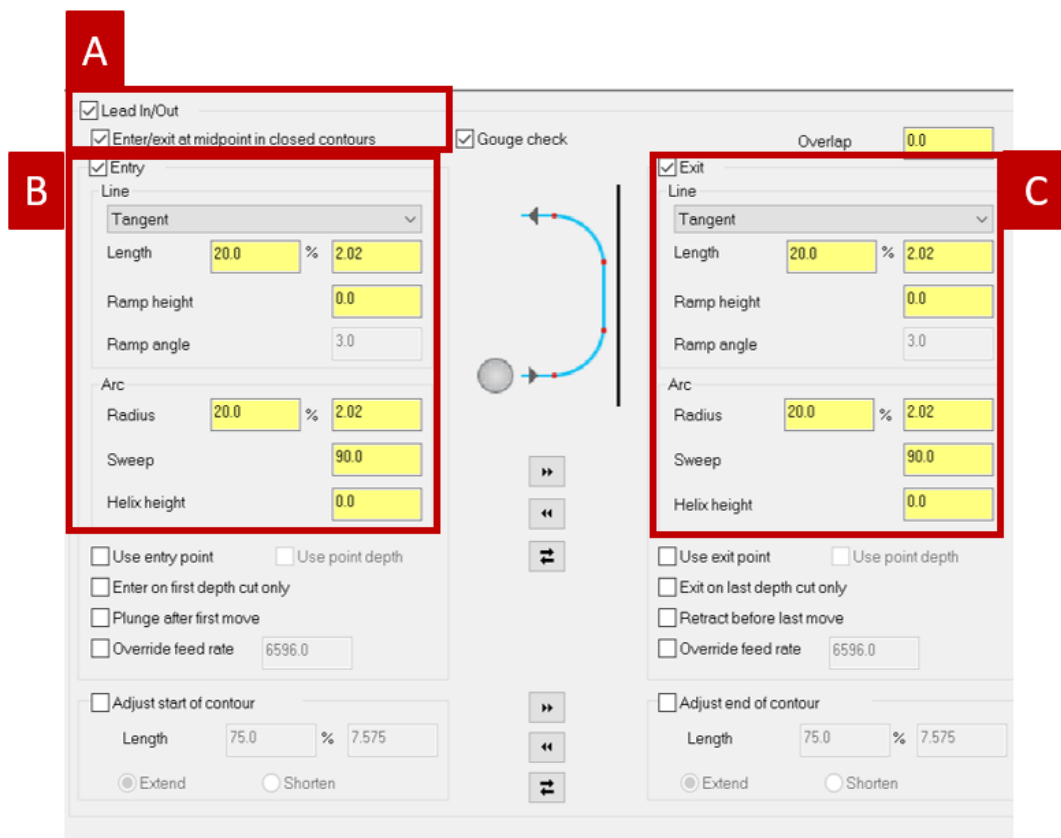 A
Lead In/Out
Enter/exit at midpoint in closed contours
Gouge check
Overlap 0.0
B
Entry
Line
Tangent
Length 20.0 % 2.02
Ramp height 0.0
Ramp angle 3.0
Arc
Radius 20.0 % 2.02
Sweep 90.0
Helix height 0.0
Use entry point Use point depth
Enter on first depth cut only
Plunge after first move
Override feed rate 6596.0
Adjust start of contour
Length 75.0 % 7.575
Extend Shorten
C
Exit
Line
Tangent
Length 20.0 % 2.02
Ramp height 0.0
Ramp angle 3.0
Arc
Radius 20.0 % 2.02
Sweep 90.0
Helix height 0.0
Use exit point Use point depth
Exit on last depth cut only
Retract before last move
Override feed rate 6596.0
Adjust end of contour
Length 75.0 % 7.575
Extend Shorten